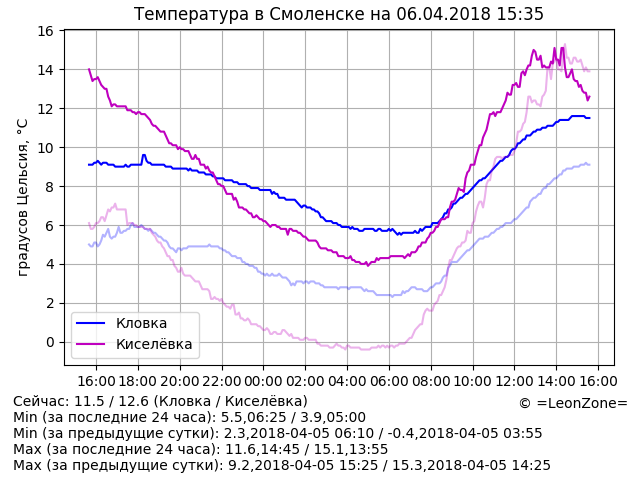 Температура в Смоленске на 06.04.2018 15:35
16
14
12
10
8
6
4
2
0
градусов Цельсия, °C
Кловка
Киселёвка
16:00 18:00 20:00 22:00 00:00 02:00 04:00 06:00 08:00 10:00 12:00 14:00 16:00
Сейчас: 11.5 / 12.6 (Кловка / Киселёвка)
© =LeonZone=
Min (за последние 24 часа): 5.5,06:25 / 3.9,05:00
Min (за предыдущие сутки): 2.3,2018-04-05 06:10 / -0.4,2018-04-05 03:55
Max (за последние 24 часа): 11.6,14:45 / 15.1,13:55
Max (за предыдущие сутки): 9.2,2018-04-05 15:25 / 15.3,2018-04-05 14:25